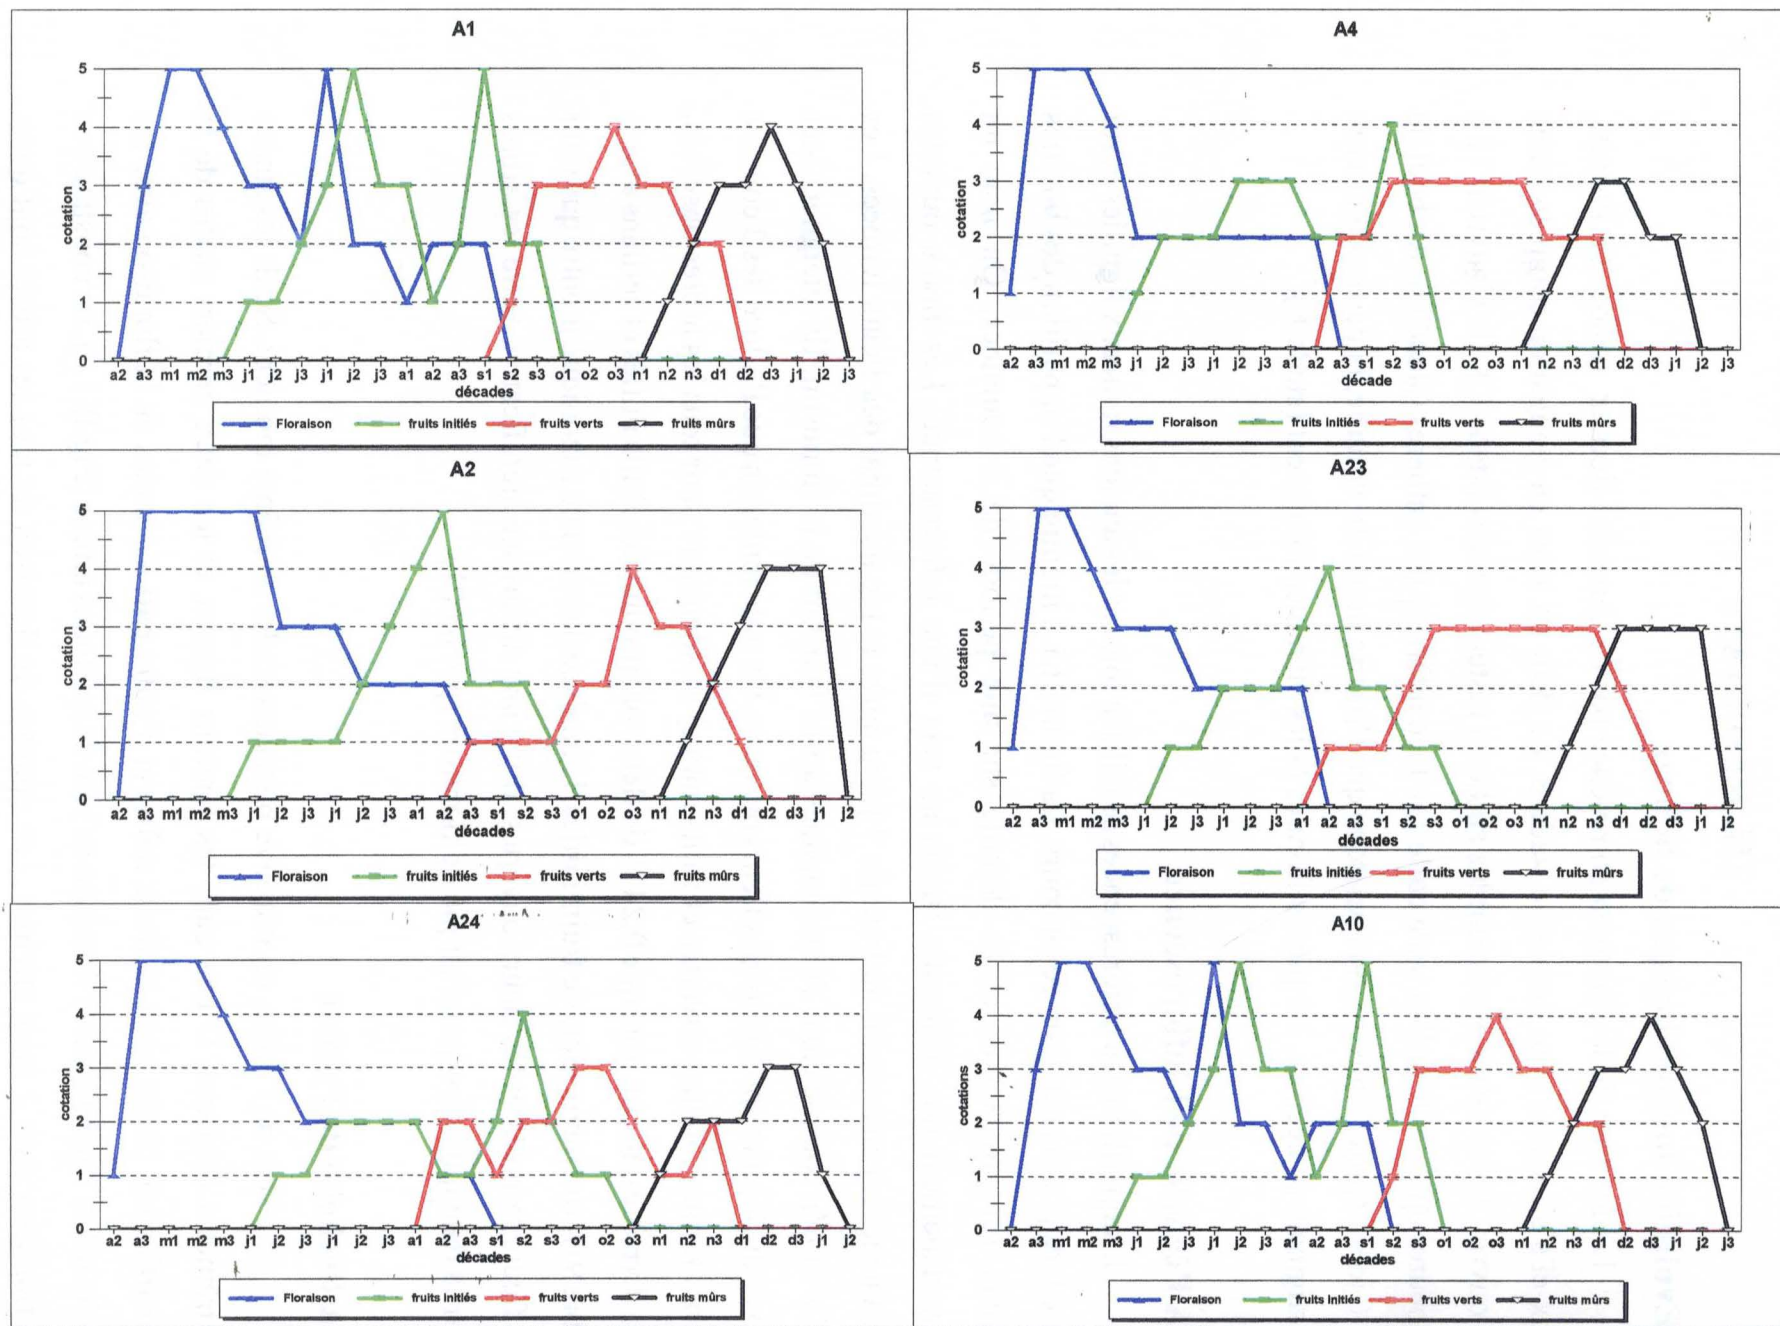 A1
5
4
3
2
1
0
cotation
a2 a3 m1 m2 m3 j1 j2 j3 j1 j2 j3 a1 a2 a3 s1 s2 s3 o1 o2 o3 n1 n2 n3 d1 d2 d3 j1 j2 j3
décades
Floraison fruits initiés fruits verts fruits mûrs
A4
5
4
3
2
1
0
cotation
a2 a3 m1 m2 m3 j1 j2 j3 j1 j2 j3 a1 a2 a3 s1 s2 s3 o1 o2 o3 n1 n2 n3 d1 d2 d3 j1 j2 j3
décade
Floraison fruits initiés fruits verts fruits mûrs
A2
5
4
3
2
1
0
cotation
a2 a3 m1 m2 m3 j1 j2 j3 j1 j2 j3 a1 a2 a3 s1 s2 s3 o1 o2 o3 n1 n2 n3 d1 d2 d3 j1 j2
décades
Floraison fruits initiés fruits verts fruits mûrs
A23
5
4
3
2
1
0
cotation
a2 a3 m1 m2 m3 j1 j2 j3 j1 j2 j3 a1 a2 a3 s1 s2 s3 o1 o2 o3 n1 n2 n3 d1 d2 d3 j1 j2
décades
Floraison fruits initiés fruits verts fruits mûrs
A24
5
4
3
2
1
0
cotation
a2 a3 m1 m2 m3 j1 j2 j3 j1 j2 j3 a1 a2 a3 s1 s2 s3 o1 o2 o3 n1 n2 n3 d1 d2 d3 j1 j2
décades
Floraison fruits initiés fruits verts fruits mûrs
A10
5
4
3
2
1
0
cotations
a2 a3 m1 m2 m3 j1 j2 j3 j1 j2 j3 a1 a2 a3 s1 s2 s3 o1 o2 o3 n1 n2 n3 d1 d2 d3 j1 j2 j3
décades
Floraison fruits initiés fruits verts fruits mûrs